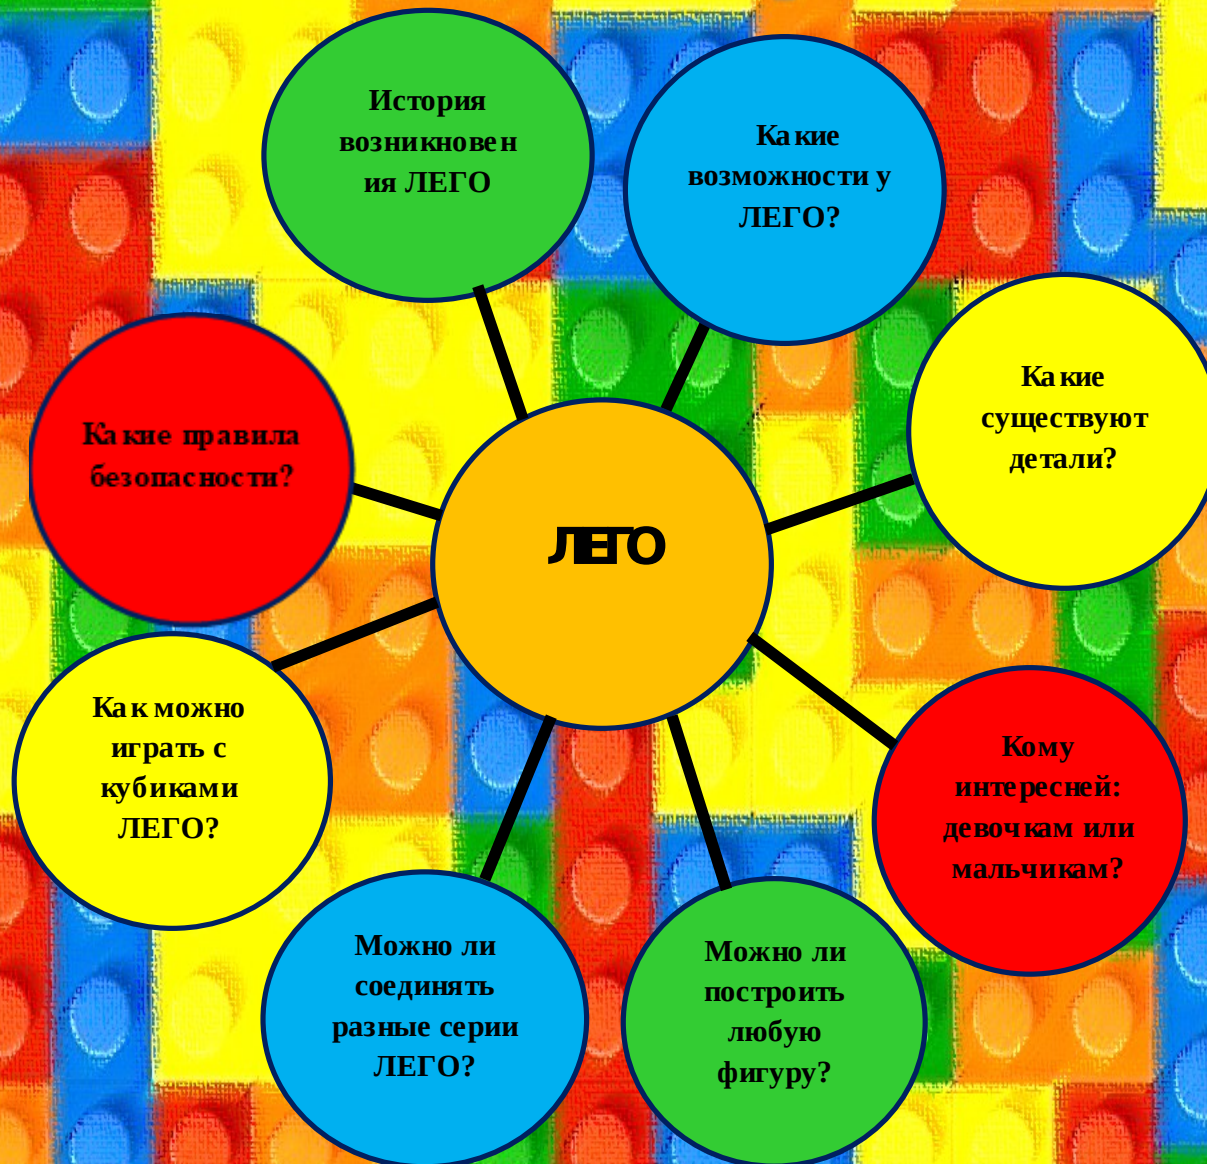 История
возникновен
ия ЛЕГО
Какие
возможности у
ЛЕГО?
Какие
существуют
детали?
Какие правила
безопасности?
ЛЕГО
Как можно
играть с
кубиками
ЛЕГО?
Кому
интересней:
девочкам или
мальчикам?
Можно ли
соединять
разные серии
ЛЕГО?
Можно ли
построить
любую
фигуру?